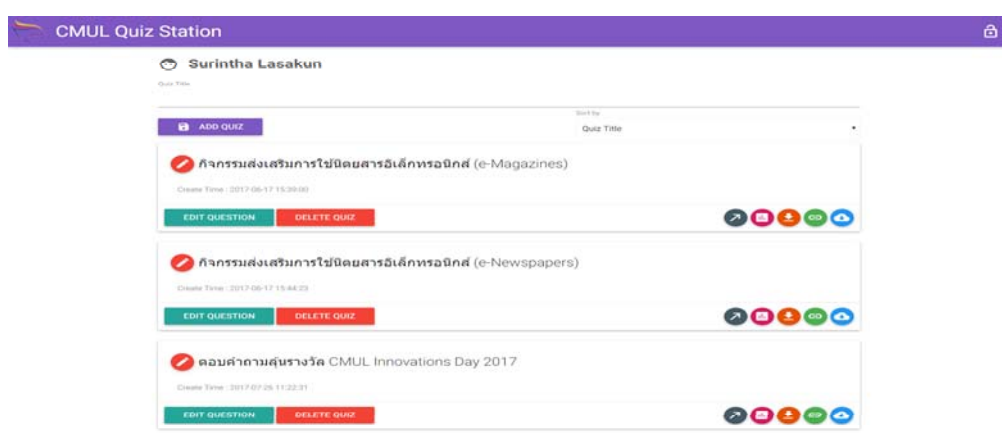 CMUL Quiz Station
Surintha Lasakun
Quiz Title
Sort by
ADD QUIZ
Quiz Title
กิจกรรมส่งเสริมการใช้นิตยสารอิเล็กทรอนิกส์ (e-Magazines)
Create Time : 2017-06-17 15:39:00
EDIT QUESTION DELETE QUIZ
กิจกรรมส่งเสริมการใช้นิตยสารอิเล็กทรอนิกส์ (e-Newspapers)
Create Time : 2017-06-17 15:44:23
EDIT QUESTION DELETE QUIZ
ตอบคำถามลุ้นรางวัล CMUL Innovations Day 2017
Create Time : 2017-07-26 11:22:31
EDIT QUESTION DELETE QUIZ